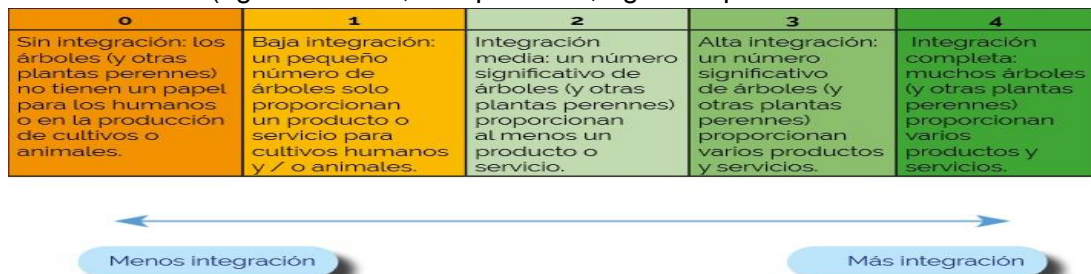 0
Sin integración: los
árboles (y otras
plantas perennes)
no tienen un papel
para los humanos
o en la producción
de cultivos o
animales.
1
Baja integración:
un pequeño
número de
árboles solo
proporcionan
un producto o
servicio para
cultivos humanos
y / o animales.
2
Integración
media: un número
significativo de
árboles (y otras
plantas perennes)
proporcionan
al menos un
producto o
servicio.
3
Alta integración:
un número
significativo
de árboles (y
otras plantas
perennes)
proporcionan
varios productos
y servicios.
4
Integración
completa:
muchos árboles
(y otras plantas
perennes)
proporcionan
varios
productos y
servicios.
Menos integración
Más integración